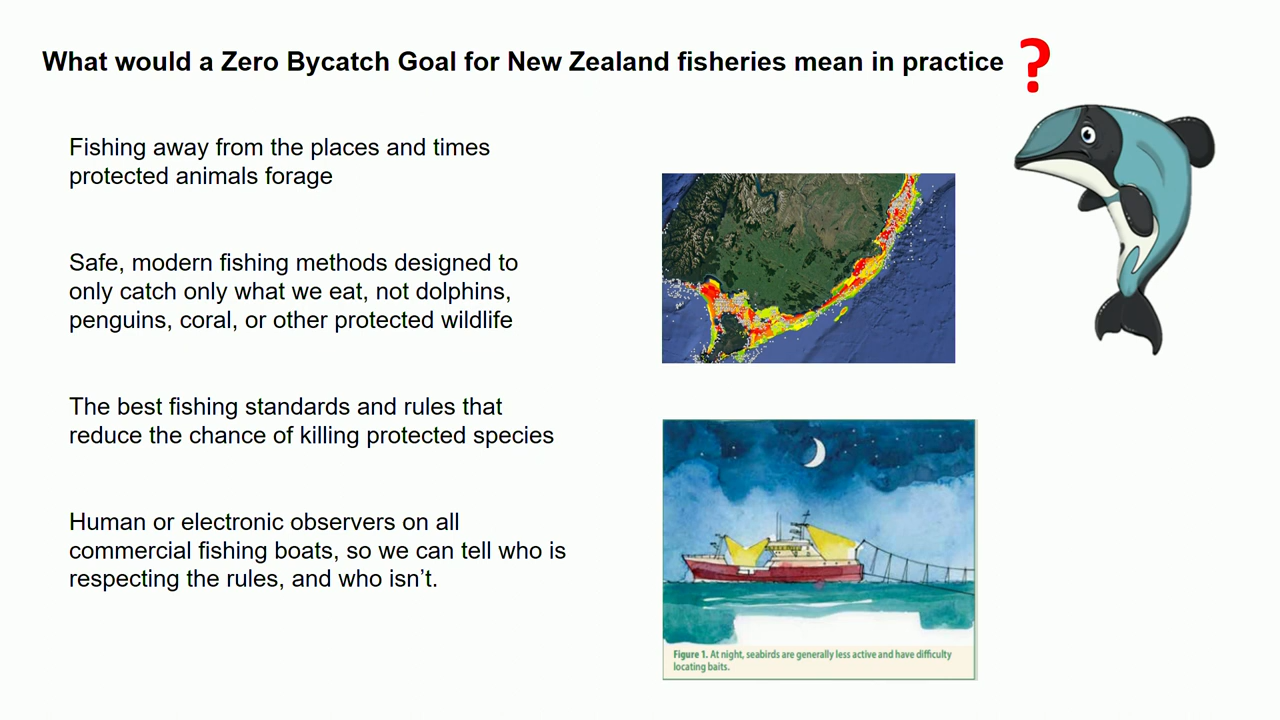 What would a Zero Bycatch Goal for New Zealand fisheries mean in practice ?
Fishing away from the places and times
protected animals forage
Safe, modern fishing methods designed to
only catch only what we eat, not dolphins,
penguins, coral, or other protected wildlife
The best fishing standards and rules that
reduce the chance of killing protected species
Human or electronic observers on all
commercial fishing boats, so we can tell who is
respecting the rules, and who isn’t.
Figure 1. At night, seabirds are generally less active and have difficulty
locating baits.